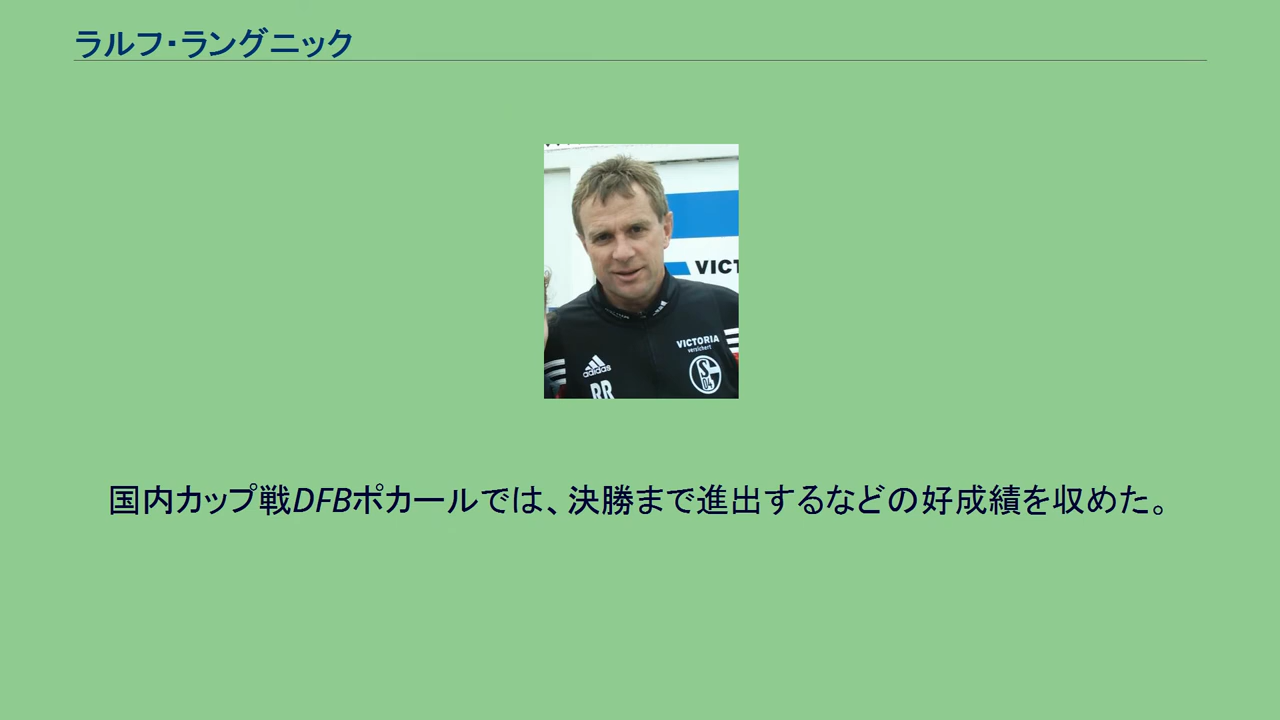 ラルフ・ラングニック
VICT
VICTORIA
versichert
adidas
S04
RR
国内カップ戦DFBポカールでは、決勝まで進出するなどの好成績を収めた。